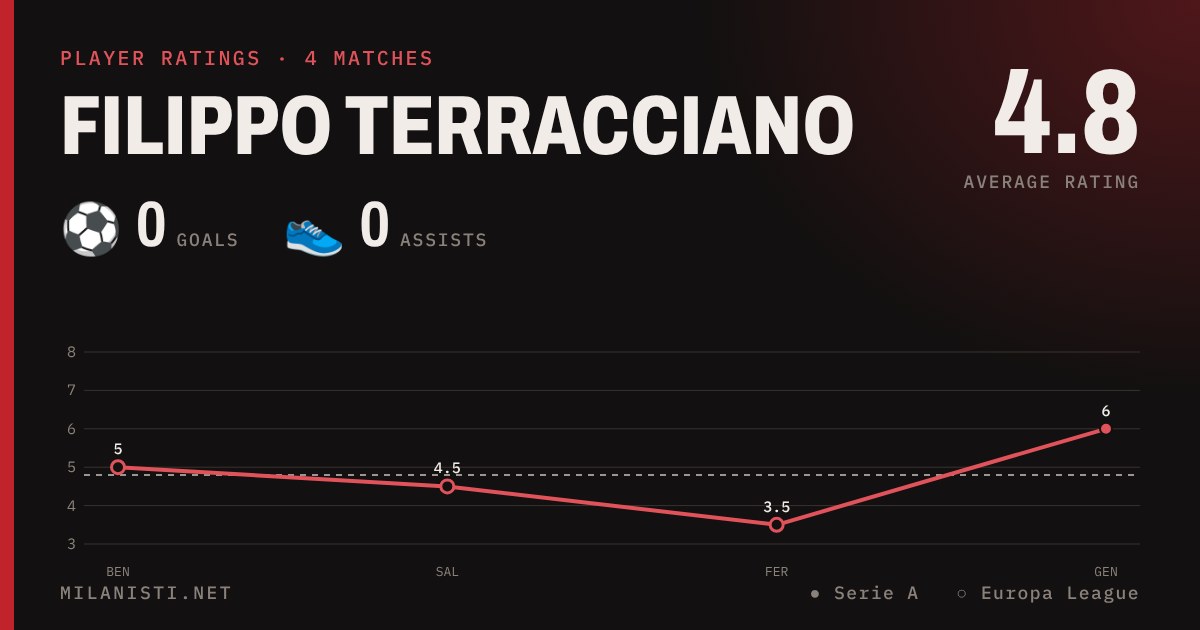 PLAYER RATINGS · 4 MATCHES
FILIPPO TERRACCIANO
4.8
AVERAGE RATING
0 GOALS 0 ASSISTS
8
7
6
5
4
3
5
4.5
3.5
6
BEN SAL FER GEN
MILANISTI.NET
● Serie A ○ Europa League